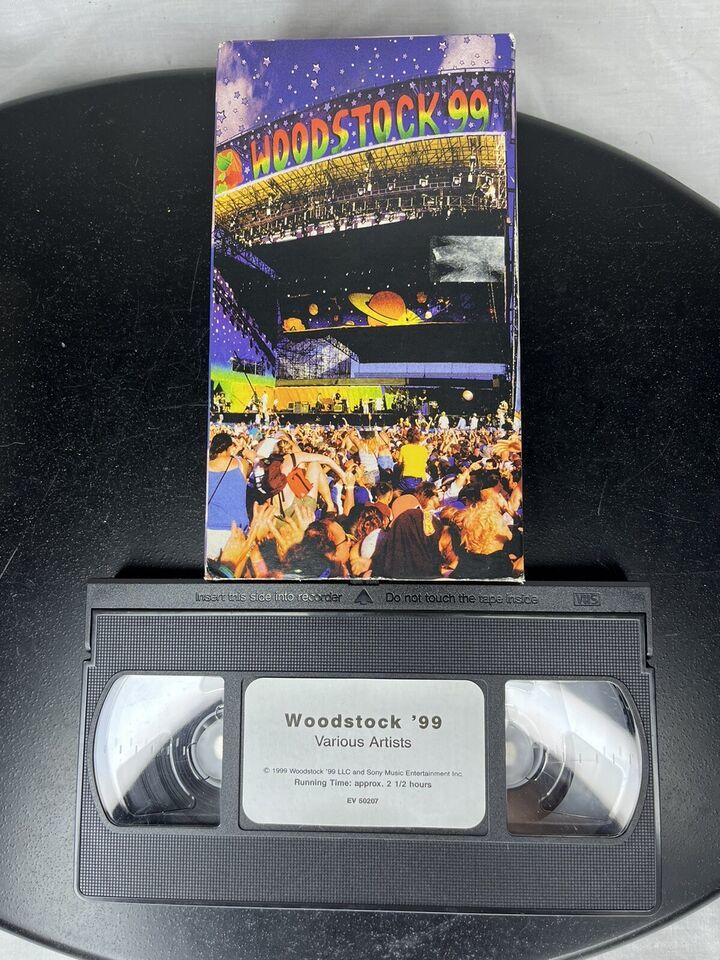 WOODSTOCK 99
Insert this side into recorder Do not touch the tape inside VHS
Woodstock '99
Various Artists
© 1999 Woodstock '99 LLC and Sony Music Entertainment Inc.
Running Time: approx. 2 1/2 hours
EV 50207